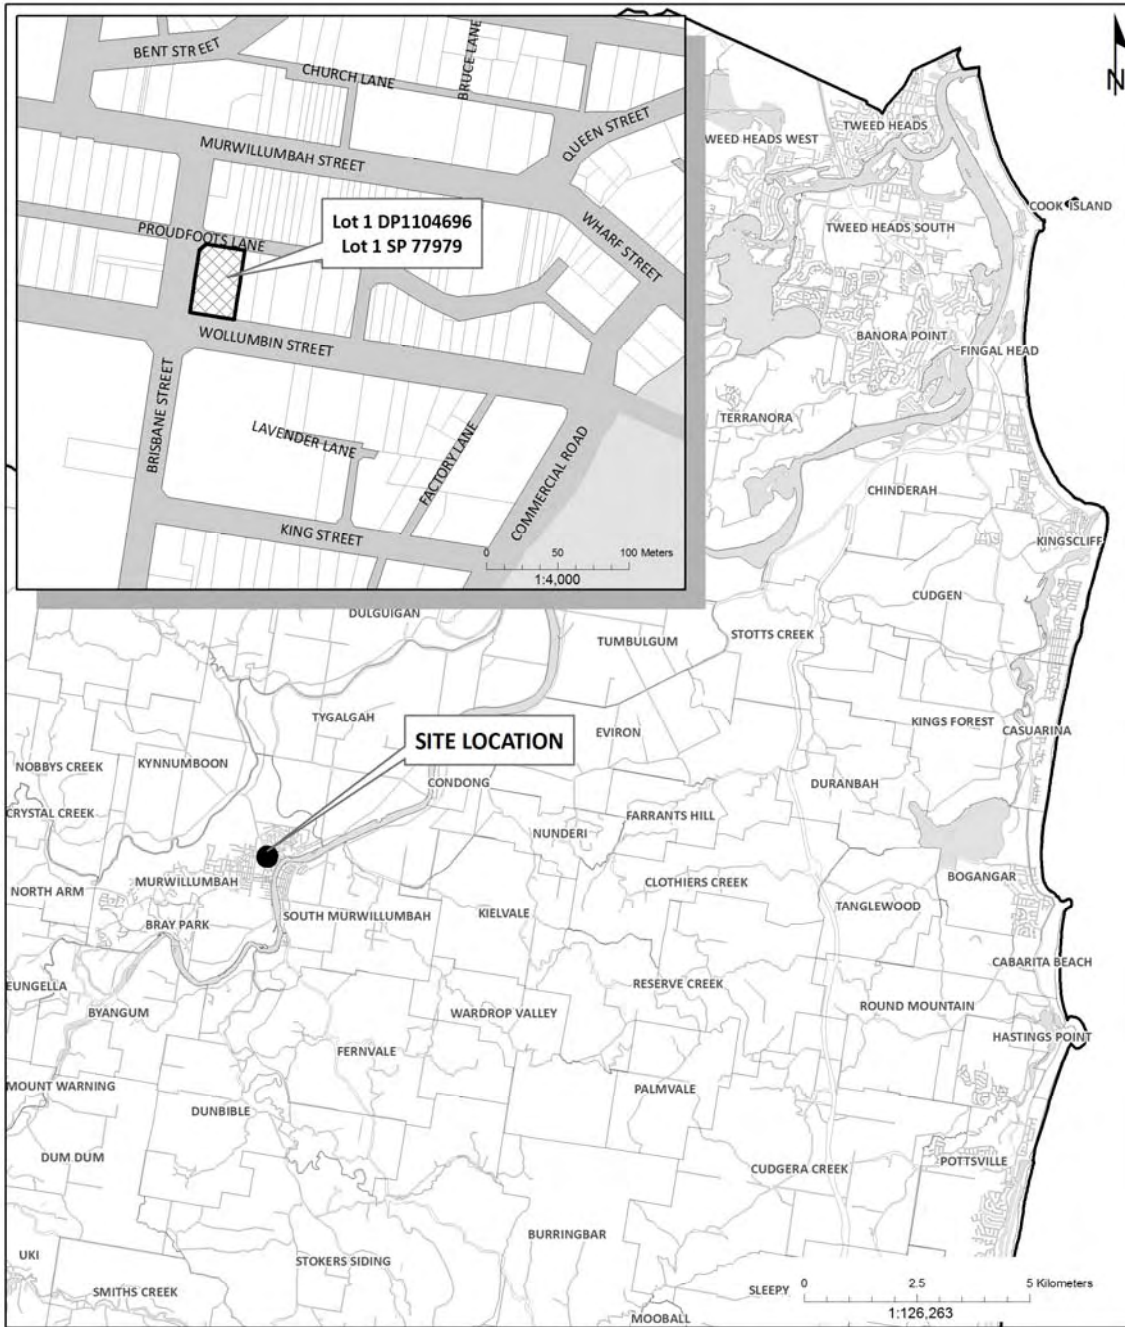 BENT STREET
CHURCH LANE
BRUCE LANE
QUEEN STREET
MURWILLUMBAH STREET
WHARF STREET
PROUDFOOTS LANE
Lot 1 DP1104696
Lot 1 SP 77979
WOLLUMBIN STREET
BRISBANE STREET
LAVENDER LANE
FACTORY LANE
COMMERCIAL ROAD
KING STREET
0 50 100 Meters
1:4,000
N
TWEED HEADS
WEED HEADS WEST
COOK ISLAND
TWEED HEADS SOUTH
BANORA POINT
FINGAL HEAD
TERRANORA
CHINDERAH
KINGSCLIFF
CUDGEN
DULGUIGAN
TUMBULGUM
STOTTS CREEK
TYGALGAH
SITE LOCATION
EVIRON
KINGS FOREST
CASUARINA
NOBBYS CREEK
KYNNUMBOON
CONDONG
DURANBAH
CRYSTAL CREEK
FARRANTS HILL
NUNDERI
NORTH ARM
MURWILLUMBAH
CLOTHIERS CREEK
BOGANGAR
TANGLEWOOD
BRAY PARK
SOUTH MURWILLUMBAH
KIELVALE
CABARITA BEACH
EUNGELLA
RESERVE CREEK
BYANGUM
WARDROP VALLEY
ROUND MOUNTAIN
HASTINGS POINT
FERNVALE
MOUNT WARNING
PALMVALE
DUNBIBLE
DUM DUM
CUDGERA CREEK
POTTSVILLE
BURRINGBAR
UKI
STOKERS SIDING
SMITHS CREEK
SLEEPY
MOOBALL
0 2.5 5 Kilometers
1:126,263